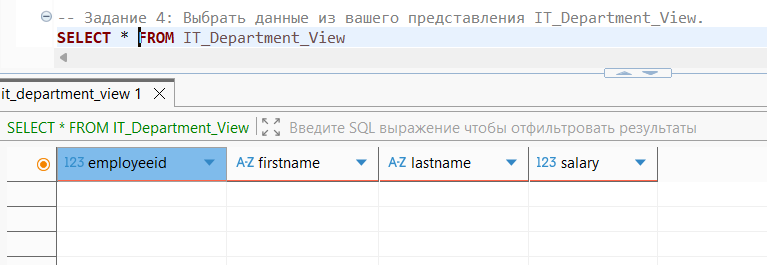 -- Задание 4: Выбрать данные из вашего представления IT_Department_View.
SELECT * FROM IT_Department_View
it_department_view 1
SELECT * FROM IT_Department_View Введите SQL выражение чтобы отфильтровать результаты
123 employeeid A-Z firstname A-Z lastname 123 salary